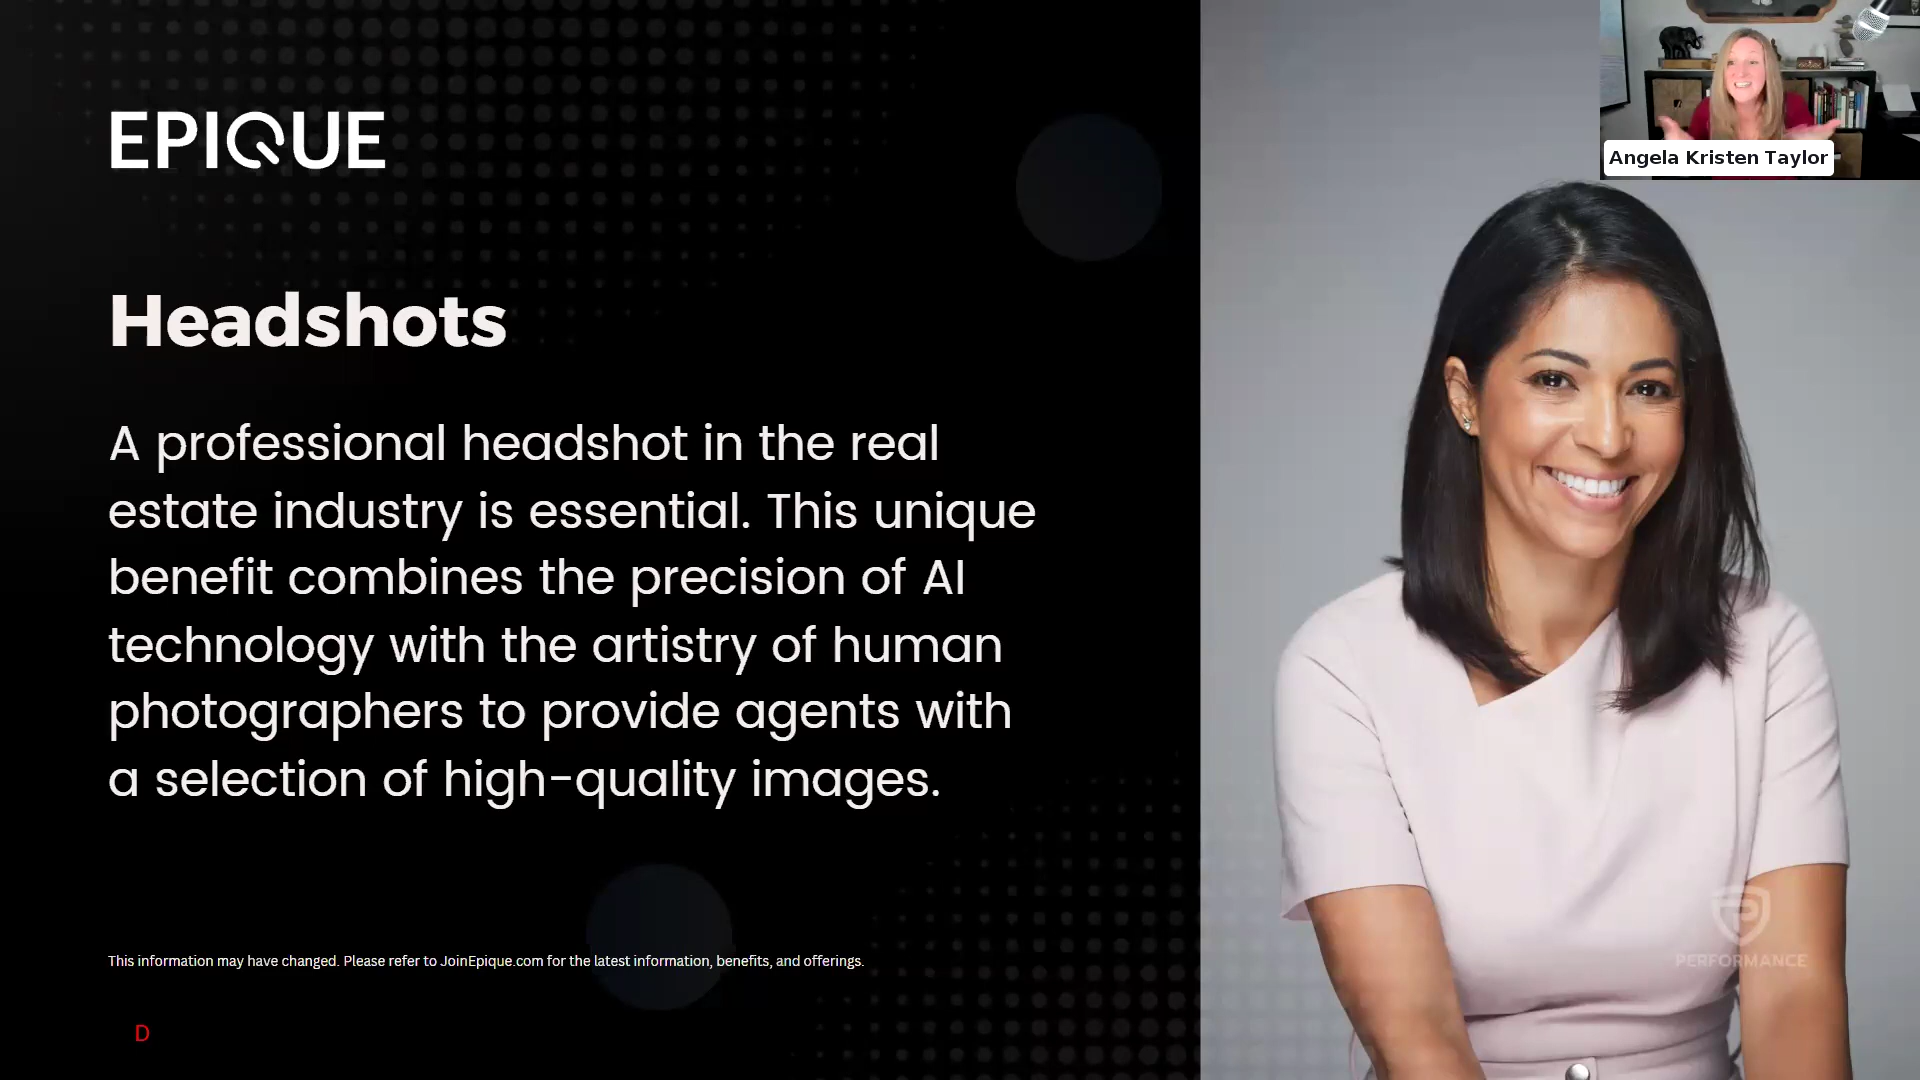 EPIQUE
Angela Kristen Taylor
Headshots
A professional headshot in the real
estate industry is essential. This unique
benefit combines the precision of AI
technology with the artistry of human
photographers to provide agents with
a selection of high-quality images.
PERFORMANCE
This information may have changed. Please refer to JoinEpique.com for the latest information, benefits, and offerings.
D